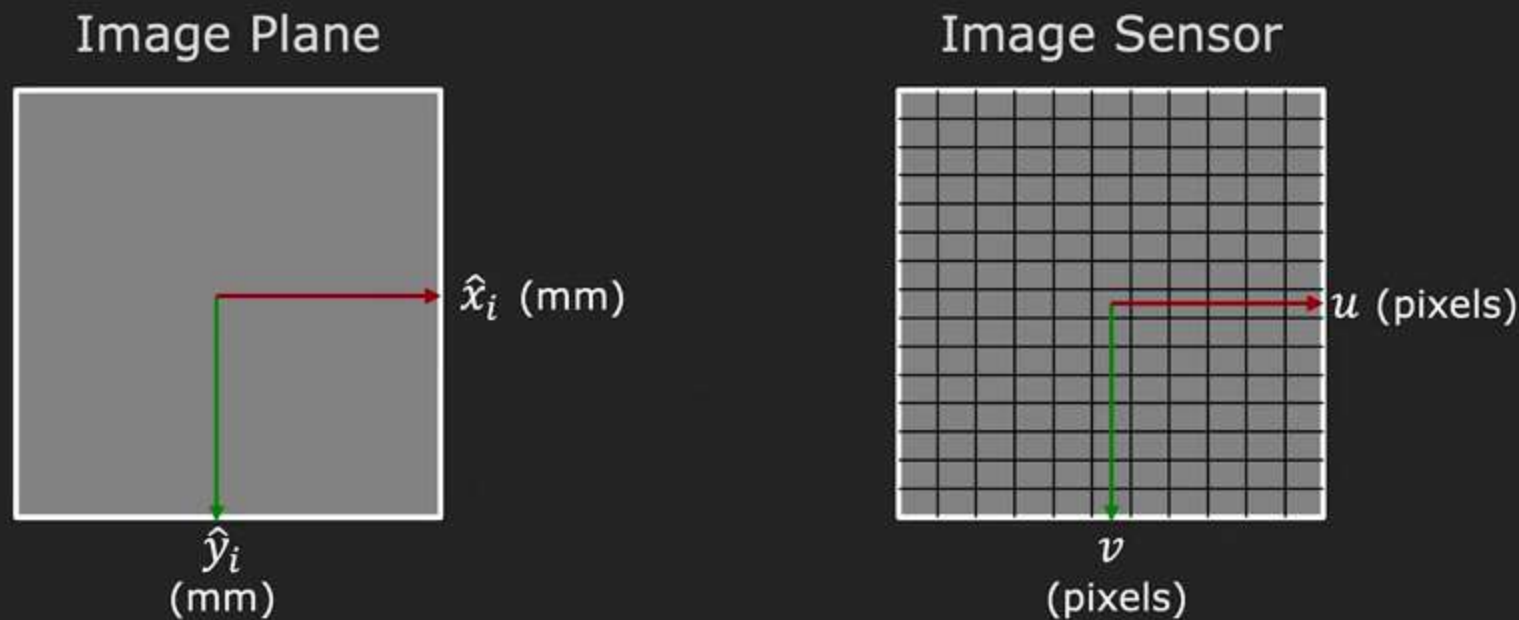 Image Plane
Image Sensor
x̂ᵢ (mm)
u (pixels)
ŷᵢ
(mm)
v
(pixels)